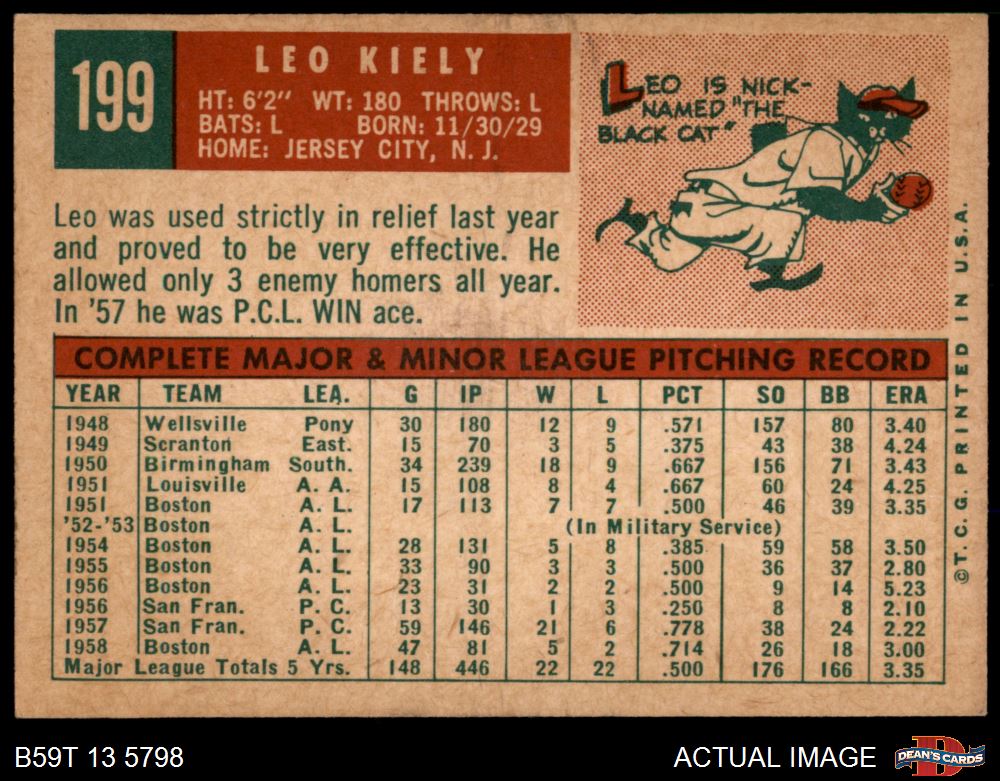 199
LEO KIELY
HT: 6'2" WT: 180 THROWS: L
BATS: L BORN: 11/30/29
HOME: JERSEY CITY, N. J.
LEO IS NICK-
NAMED "THE
BLACK CAT"
Leo was used strictly in relief last year
and proved to be very effective. He
allowed only 3 enemy homers all year.
In '57 he was P.C.L. WIN ace.
COMPLETE MAJOR & MINOR LEAGUE PITCHING RECORD
YEAR TEAM LEA. G IP W L PCT SO BB ERA
1948 Wellsville Pony 30 180 12 9 .571 157 80 3.40
1949 Scranton East. 15 70 3 5 .375 43 38 4.24
1950 Birmingham South. 34 239 18 9 .667 156 71 3.43
1951 Louisville A. A. 15 108 8 4 .667 60 24 4.25
1951 Boston A. L. 17 113 7 7 .500 46 39 3.35
'52-'53 Boston A. L. (In Military Service)
1954 Boston A. L. 28 131 5 8 .385 59 58 3.50
1955 Boston A. L. 33 90 3 3 .500 36 37 2.80
1956 Boston A. L. 23 31 2 2 .500 9 14 5.23
1956 San Fran. P. C. 13 30 1 3 .250 8 8 2.10
1957 San Fran. P. C. 59 146 21 6 .778 38 24 2.22
1958 Boston A. L. 47 81 5 2 .714 26 18 3.00
Major League Totals 5 Yrs. 148 446 22 22 .500 176 166 3.35
©T. C. G. PRINTED IN U.S.A.
B59T 13 5798
ACTUAL IMAGE
D
DEAN'S CARDS